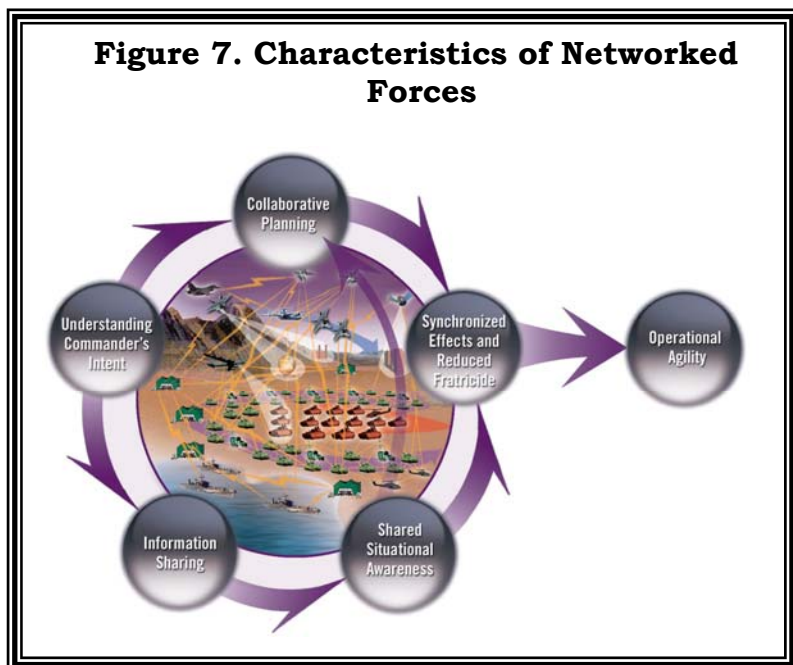 Figure 7. Characteristics of Networked
Forces
Collaborative
Planning
Understanding
Commander's
Intent
Synchronized
Effects and
Reduced
Fratricide
Operational
Agility
Information
Sharing
Shared
Situational
Awareness